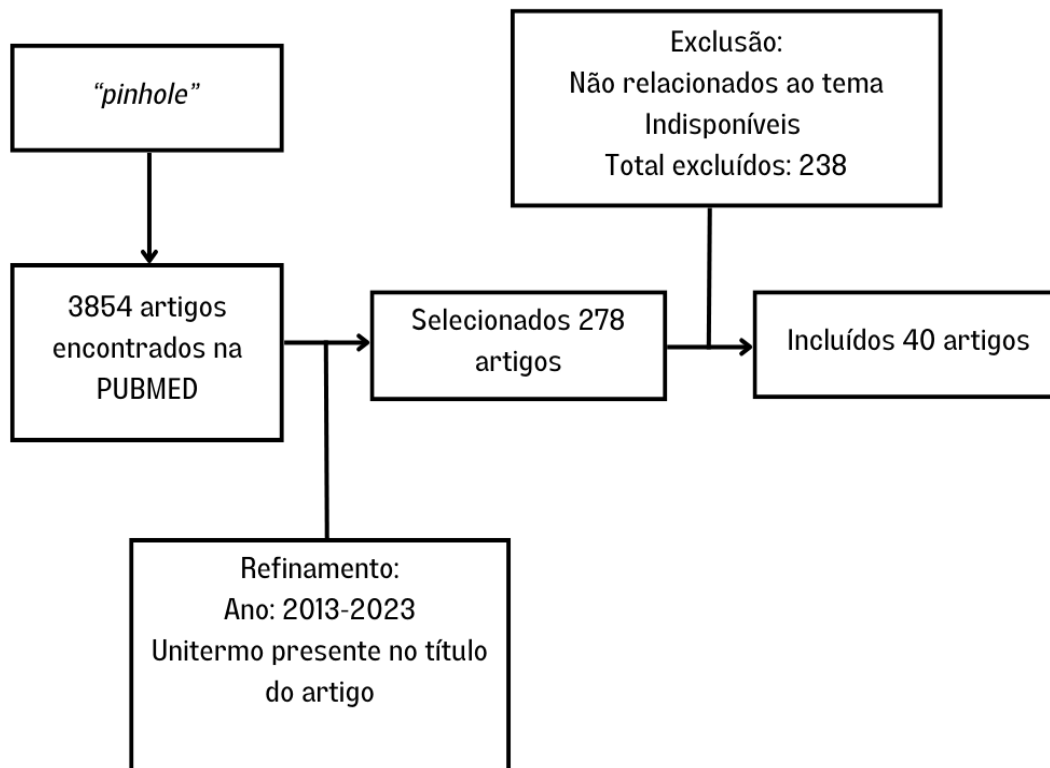 “pinhole”
3854 artigos
encontrados na
PUBMED
Refinamento:
Ano: 2013-2023
Unitermo presente no título
do artigo
Selecionados 278
artigos
Exclusão:
Não relacionados ao tema
Indisponíveis
Total excluídos: 238
Incluídos 40 artigos